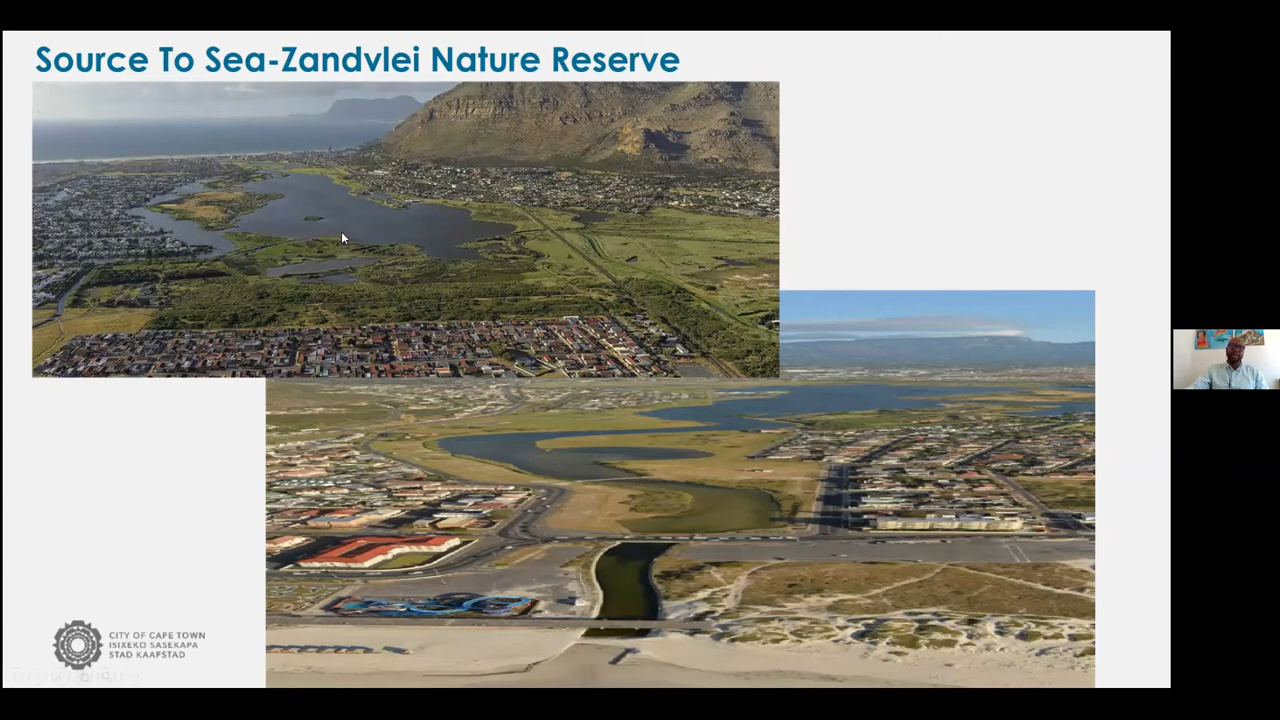 Source To Sea-Zandvlei Nature Reserve
CITY OF CAPE TOWN
ISIXEKO SASEKAPA
STAD KAAPSTAD